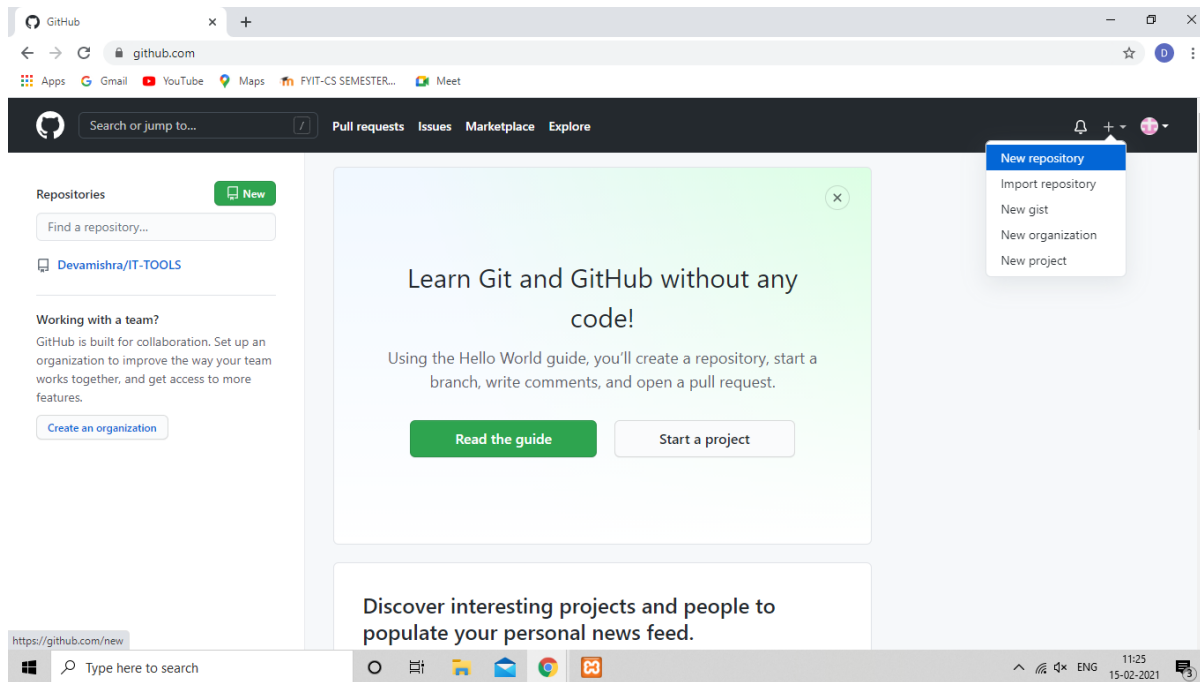 GitHub
github.com
Apps Gmail YouTube Maps FYIT-CS SEMESTER... Meet
Search or jump to... / Pull requests Issues Marketplace Explore
New repository
Import repository
New gist
New organization
New project
Repositories New
Find a repository...
Devamishra/IT-TOOLS
Working with a team?
GitHub is built for collaboration. Set up an
organization to improve the way your team
works together, and get access to more
features.
Create an organization
Learn Git and GitHub without any
code!
Using the Hello World guide, you’ll create a repository, start a
branch, write comments, and open a pull request.
Read the guide Start a project
Discover interesting projects and people to
populate your personal news feed.
https://github.com/new
Type here to search
ENG
11:25
15-02-2021
3
D